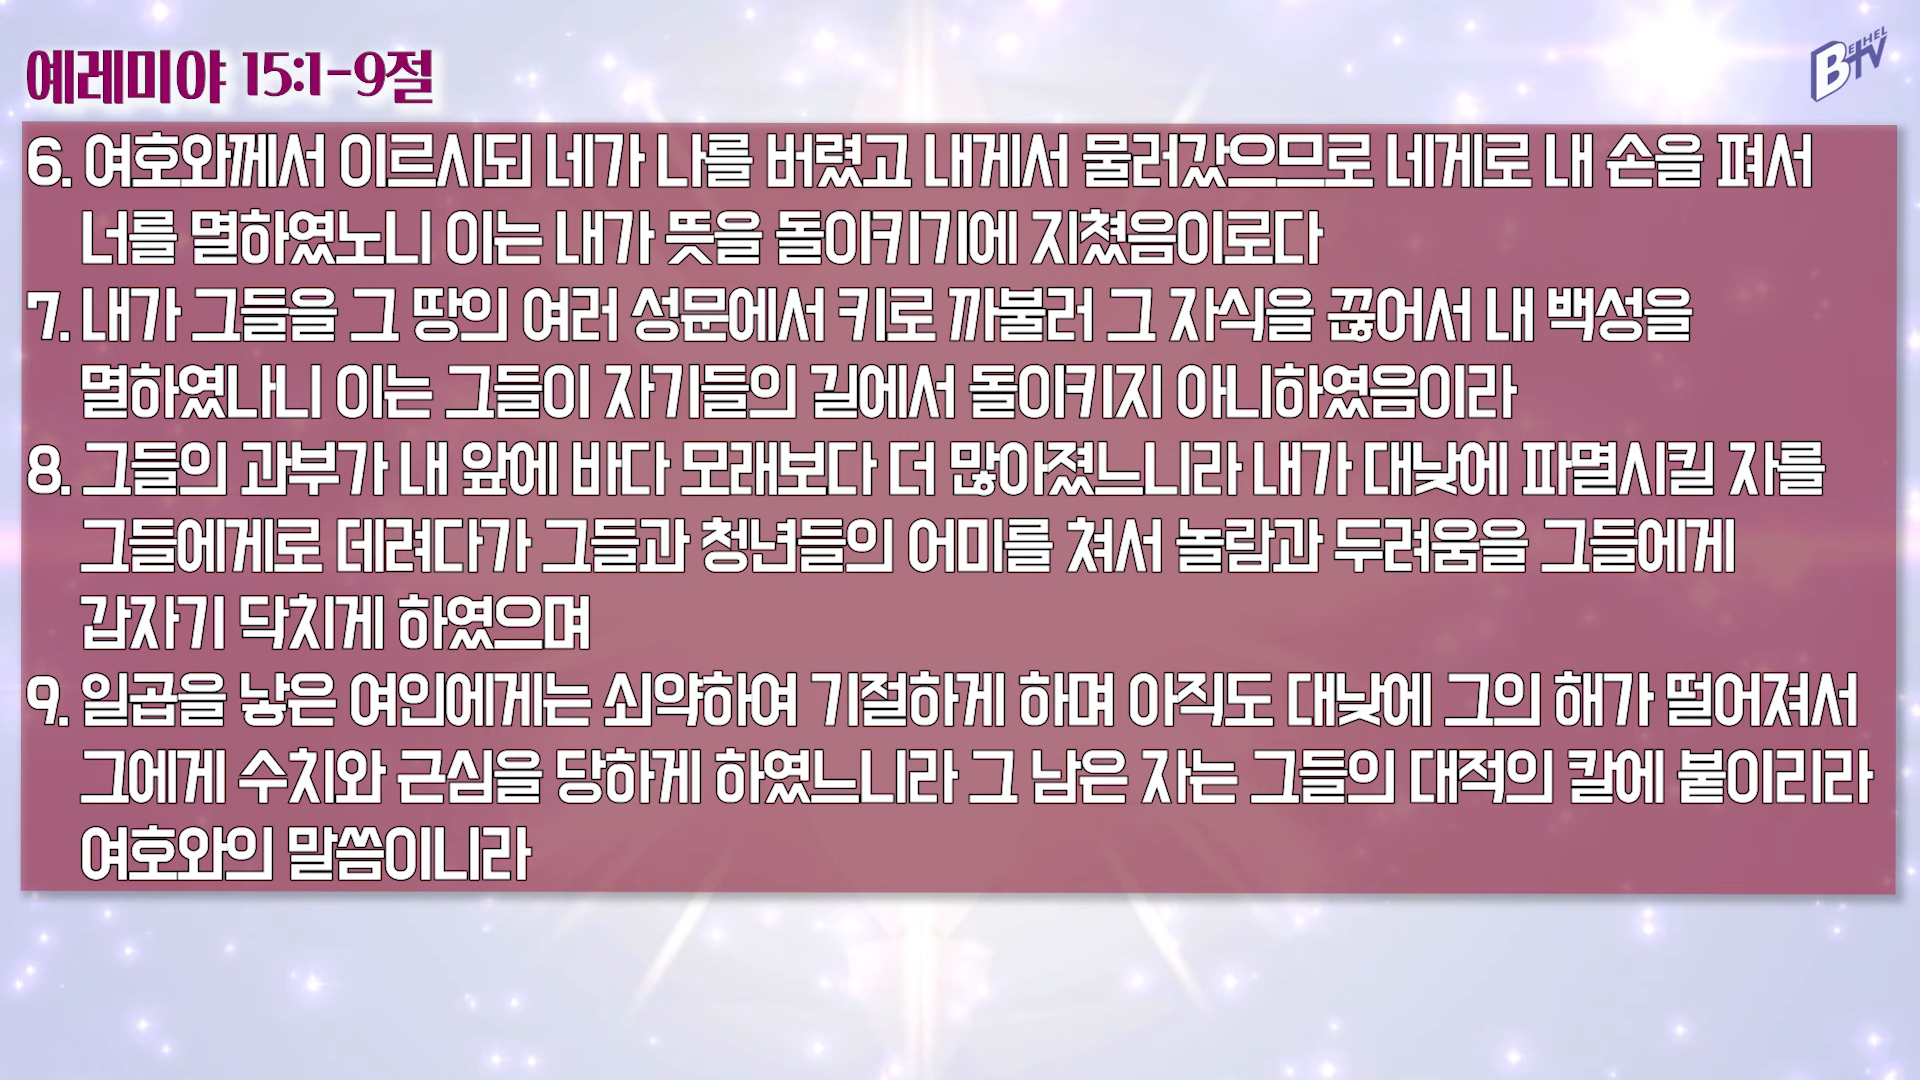 예레미야 15:1-9절
BETHEL TV
6. 여호와께서 이르시되 네가 나를 버렸고 내게서 물러갔으므로 네게로 내 손을 펴서
너를 멸하였노니 이는 내가 뜻을 돌이키기에 지쳤음이로다
7. 내가 그들을 그 땅의 여러 성문에서 키로 까불러 그 자식을 끊어서 내 백성을
멸하였나니 이는 그들이 자기들의 길에서 돌이키지 아니하였음이라
8. 그들의 과부가 내 앞에 바다 모래보다 더 많아졌느니라 내가 대낮에 파멸시킬 자를
그들에게로 데려다가 그들과 청년들의 어미를 쳐서 놀람과 두려움을 그들에게
갑자기 닥치게 하였으며
9. 일곱을 낳은 여인에게는 쇠약하여 기절하게 하며 아직도 대낮에 그의 해가 떨어져서
그에게 수치와 근심을 당하게 하였느니라 그 남은 자는 그들의 대적의 칼에 붙이리라
여호와의 말씀이니라